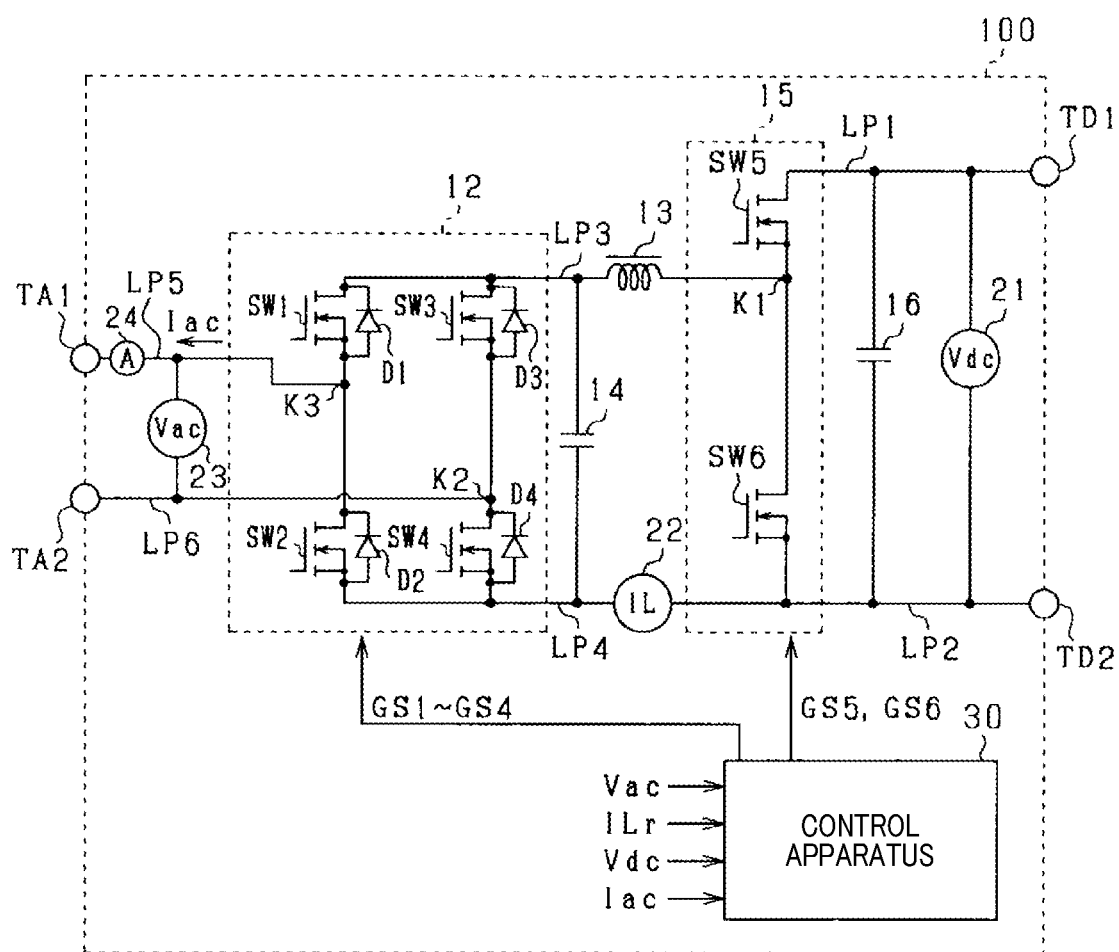 100
15
TD1
LP1
SW5
12
13
LP3
TA1
LP5
K1
21
24
Iac
SW1
SW3
16
A
D1
D3
Vdc
K3
14
Vac
SW6
23
K2
D4
TA2
LP6
SW2
SW4
22
D2
IL
LP4
LP2
TD2
GS1~GS4
GS5, GS6
30
Vac
ILr
Vdc
Iac
CONTROL
APPARATUS